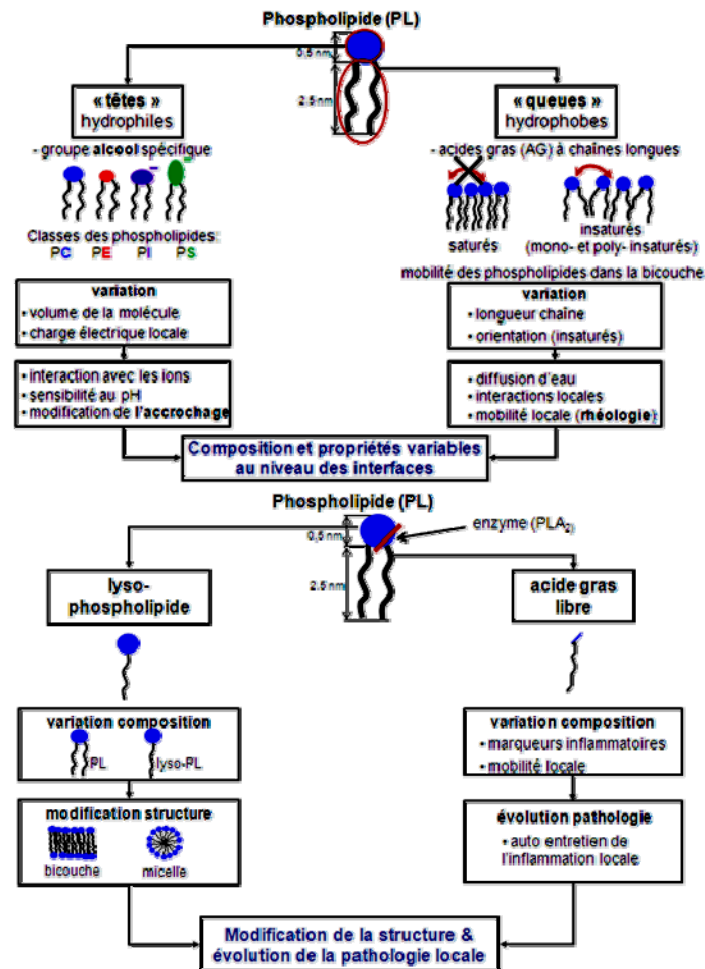 Phospholipide (PL)
0,5 nm
2.5 nm
« têtes »
hydrophiles
- groupe alcool spécifique
Classes des phospholipides:
PC PE PI PS
variation
• volume de la molécule
• charge électrique locale
• interaction avec les ions
• sensibilité au pH
• modification de l'accrochage
« queues »
hydrophobes
- acides gras (AG) à chaînes longues
saturés
insaturés
(mono- et poly- insaturés)
mobilité des phospholipides dans la bicouche
variation
• longueur chaîne
• orientation (insaturés)
• diffusion d'eau
• interactions locales
• mobilité locale (rhéologie)
Composition et propriétés variables
au niveau des interfaces
Phospholipide (PL)
0,5 nm
2.5 nm
enzyme (PLA2)
lyso-
phospholipide
variation composition
PL
lyso-PL
modification structure
bicouche
micelle
acide gras
libre
variation composition
• marqueurs inflammatoires
• mobilité locale
évolution pathologie
• auto entretien de
l'inflammation locale
Modification de la structure &
évolution de la pathologie locale